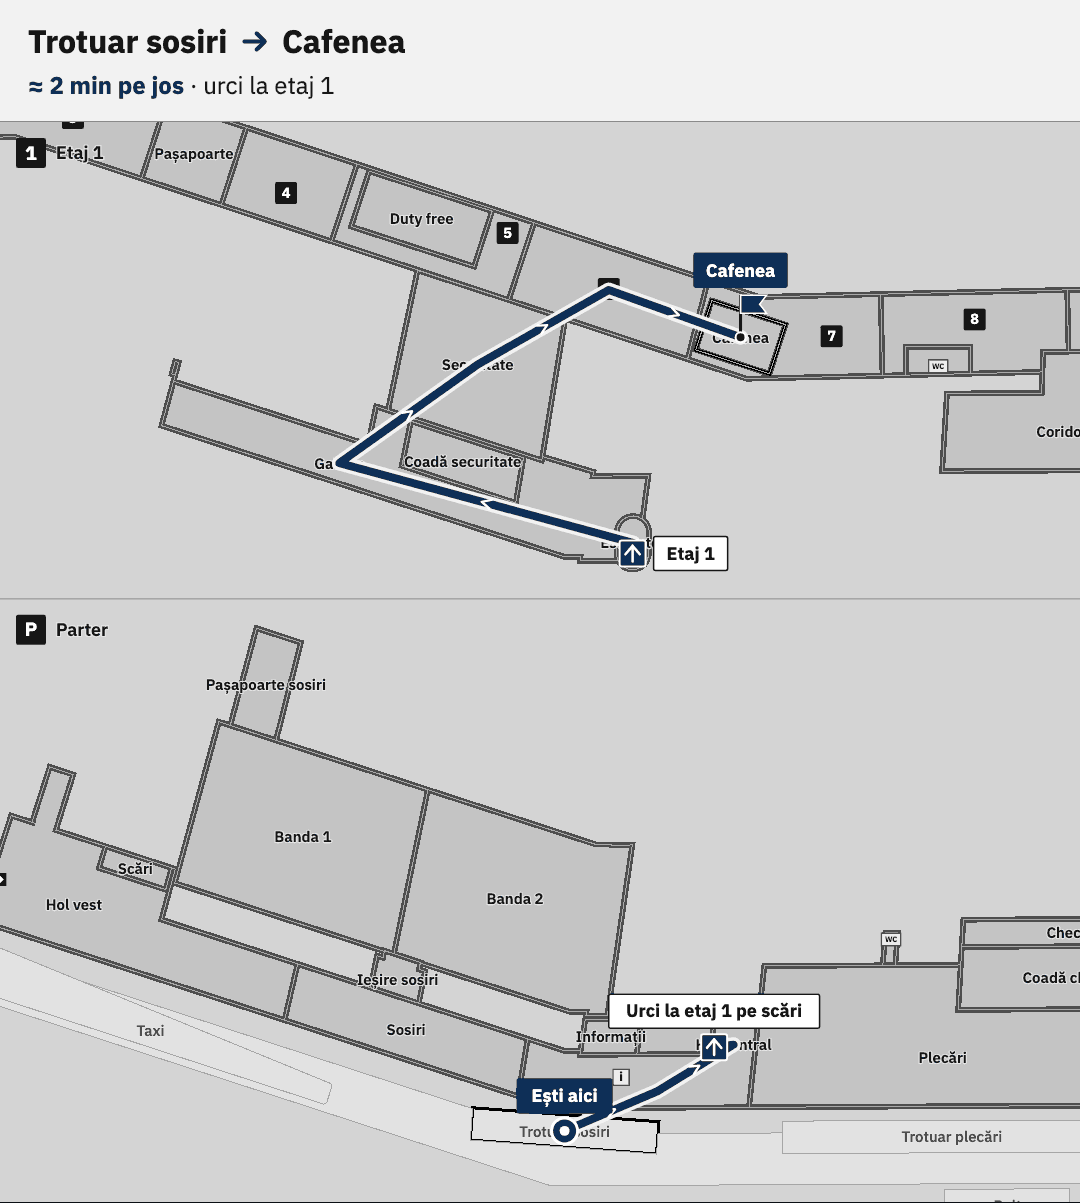 Trotuar sosiri → Cafenea
≈ 2 min pe jos · urci la etaj 1
1 Etaj 1
Pașapoarte
4
Duty free
5
Cafenea
7
8
WC
Securitate
Corido
Coadă securitate
Ga
Etaj 1
P Parter
Pașapoarte sosiri
Banda 1
Scări
Banda 2
Hol vest
WC
Chec
Ieșire sosiri
Coadă c
Urci la etaj 1 pe scări
Taxi
Sosiri
Informații
Plecări
i
Ești aici
Trotuar sosiri
Trotuar plecări